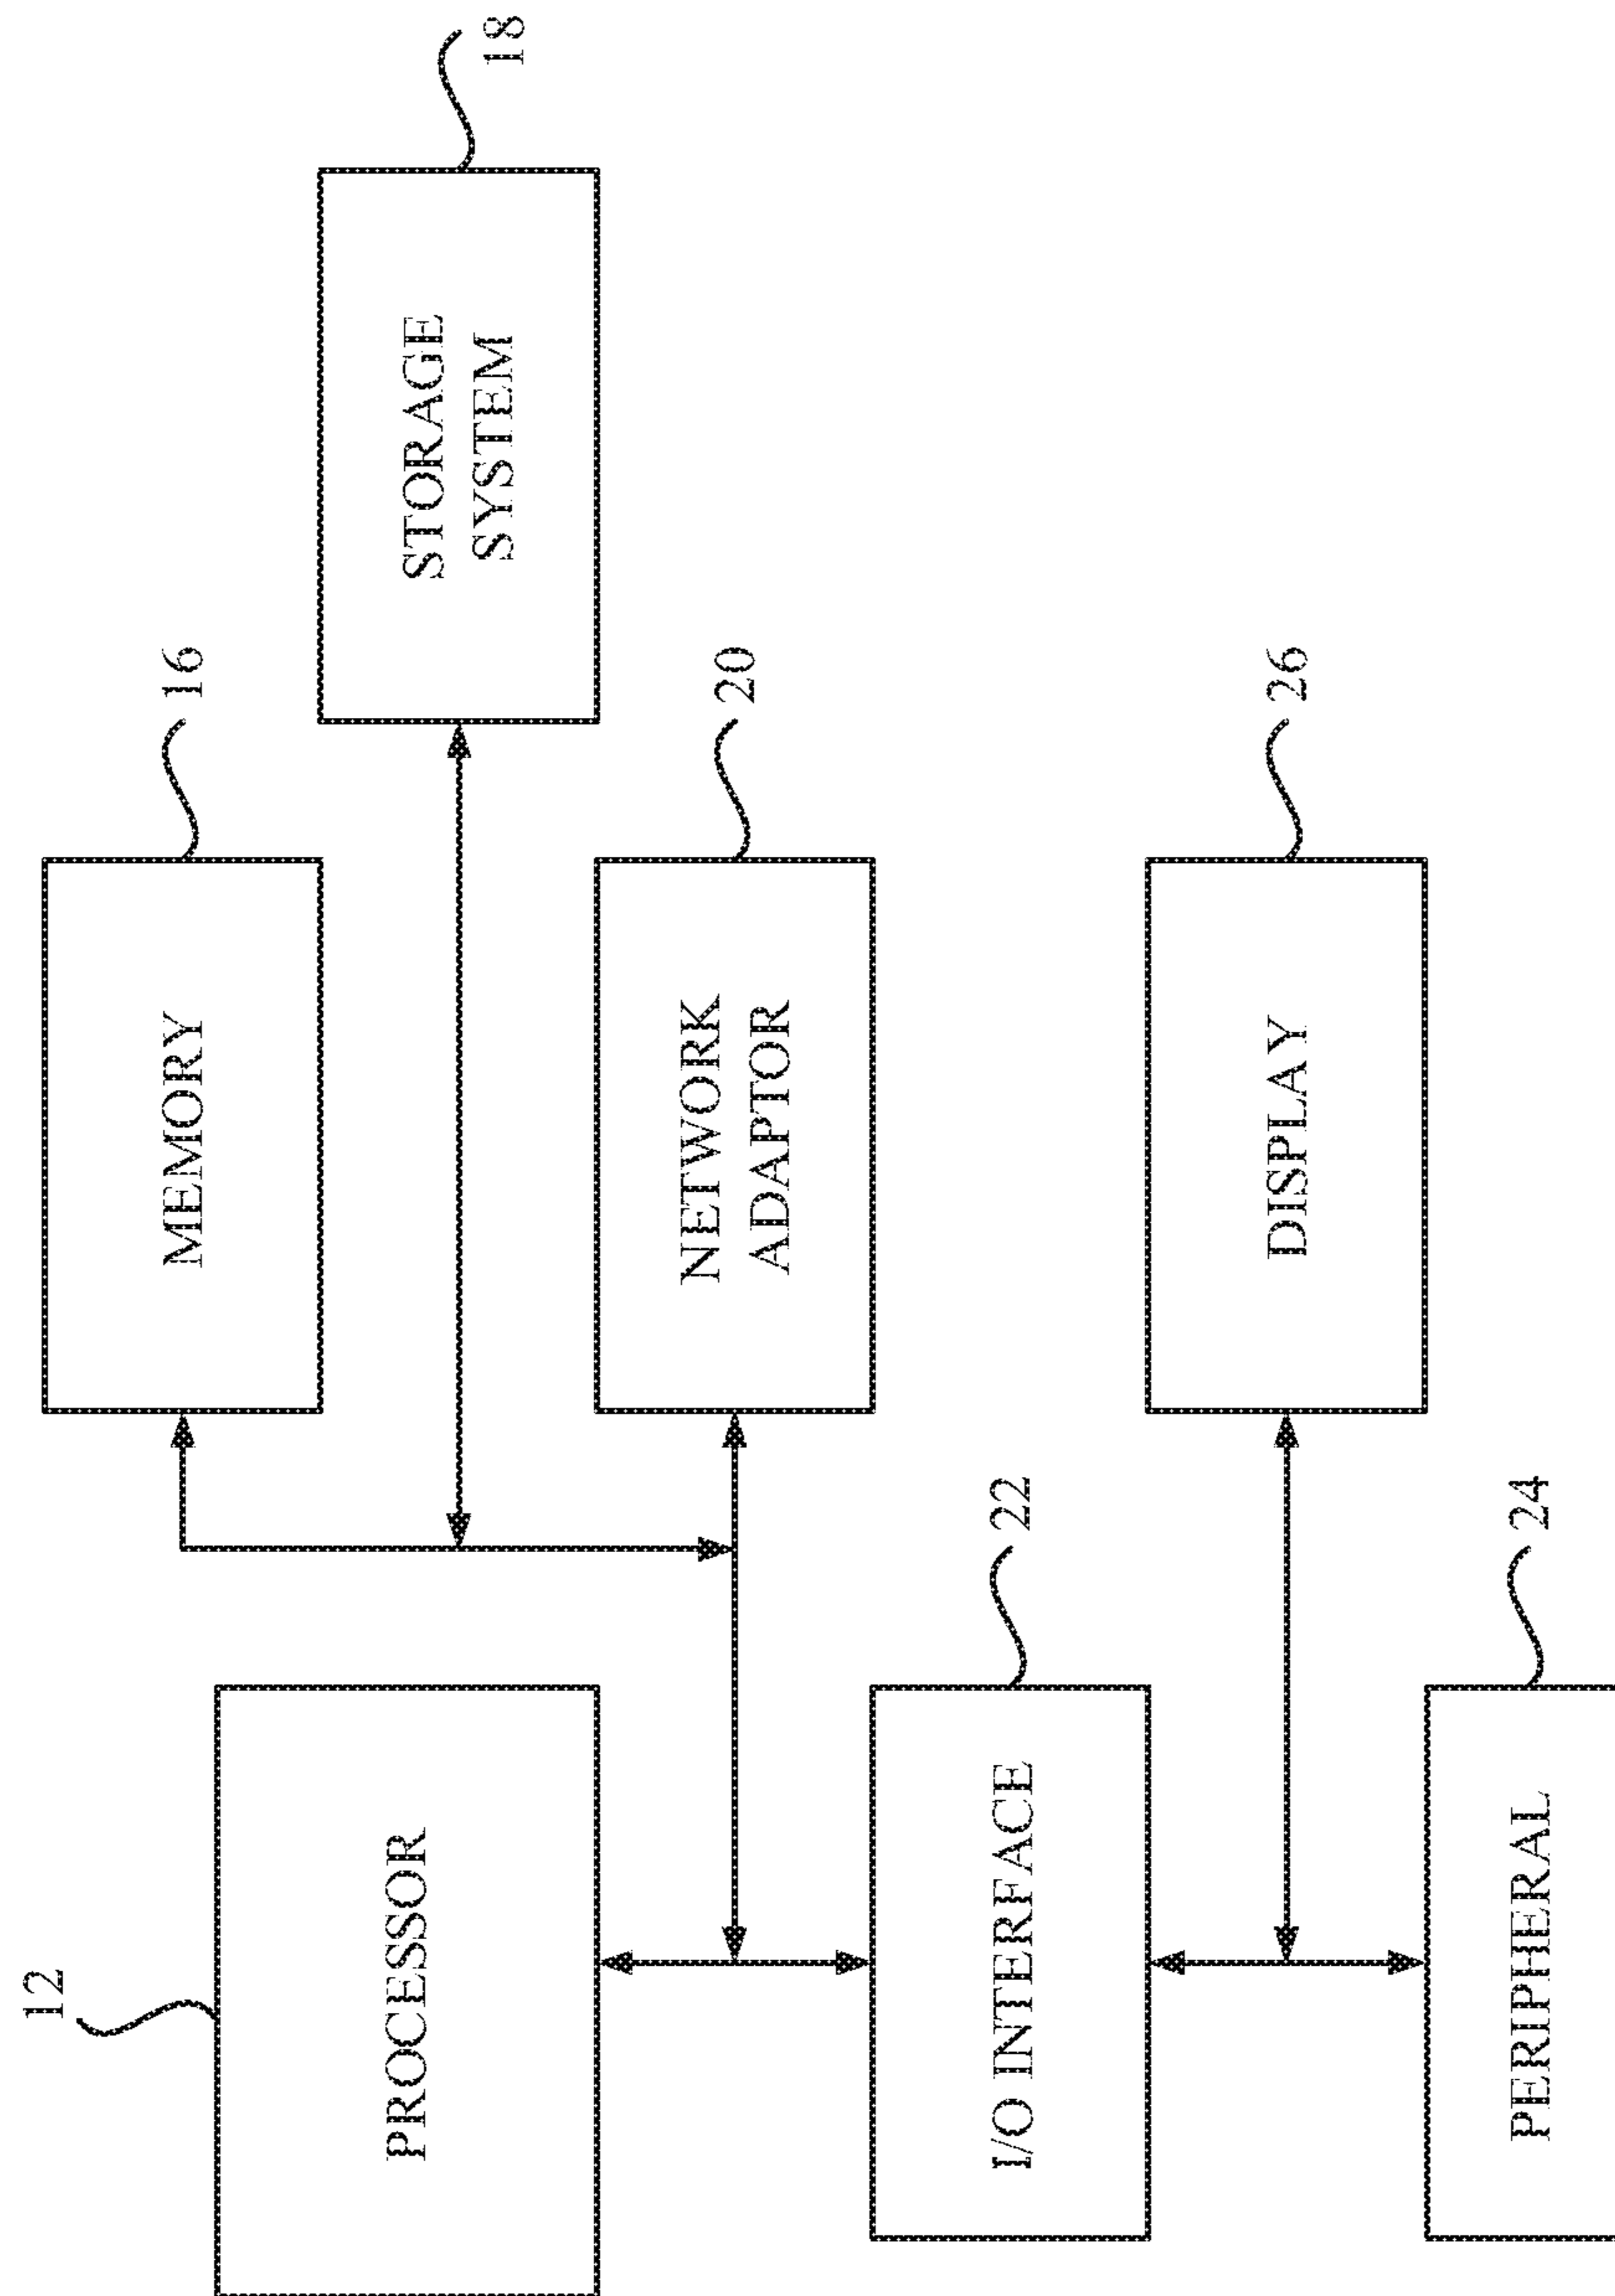 12
PROCESSOR
MEMORY
16
STORAGE
SYSTEM
18
NETWORK
ADAPTOR
20
I/O INTERFACE
22
DISPLAY
26
PERIPHERAL
24